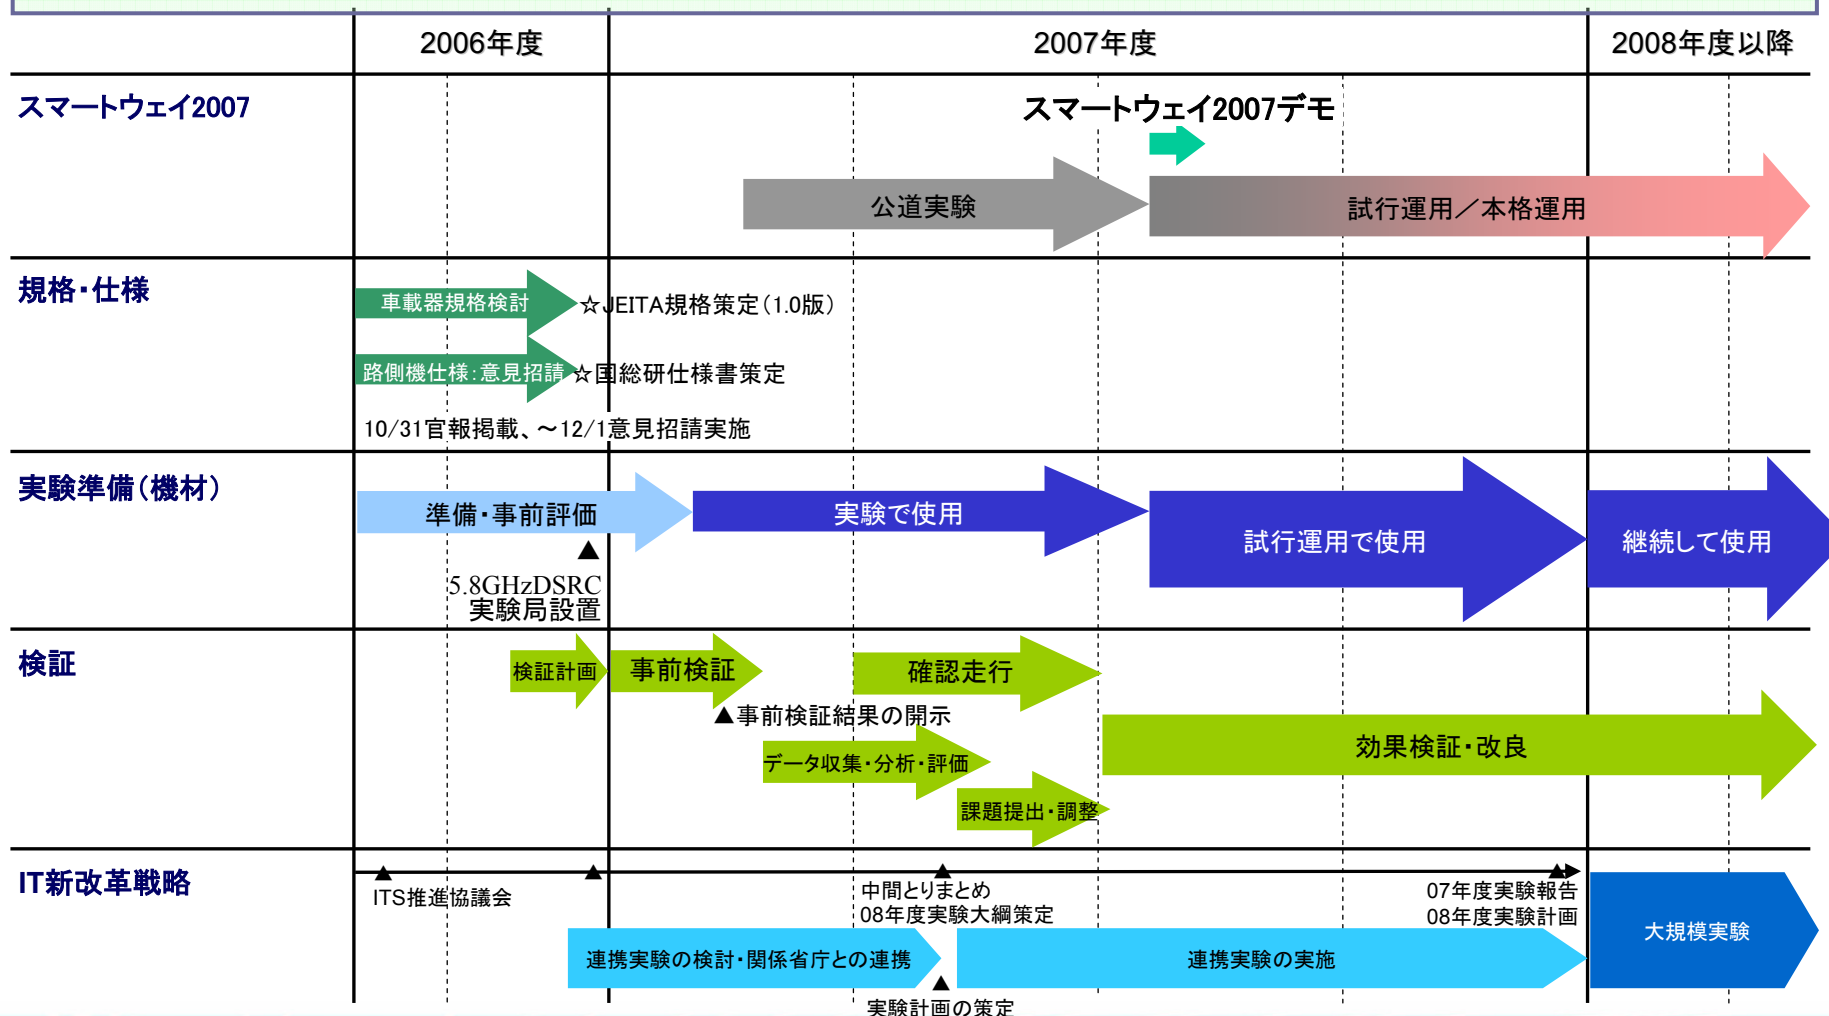 2006年度
2007年度
2008年度以降
スマートウェイ2007
スマートウェイ2007デモ
公道実験
試行運用／本格運用
規格・仕様
車載器規格検討
☆JEITA規格策定（1.0版）
路側機仕様：意見招請
☆国総研仕様書策定
10/31官報掲載、～12/1意見招請実施
実験準備（機材）
準備・事前評価
実験で使用
試行運用で使用
継続して使用
▲
5.8GHzDSRC
実験局設置
検証
検証計画
事前検証
確認走行
▲事前検証結果の開示
データ収集・分析・評価
効果検証・改良
課題提出・調整
IT新改革戦略
ITS推進協議会
中間とりまとめ
08年度実験大綱策定
07年度実験報告
08年度実験計画
連携実験の検討・関係省庁との連携
連携実験の実施
大規模実験
実験計画の策定